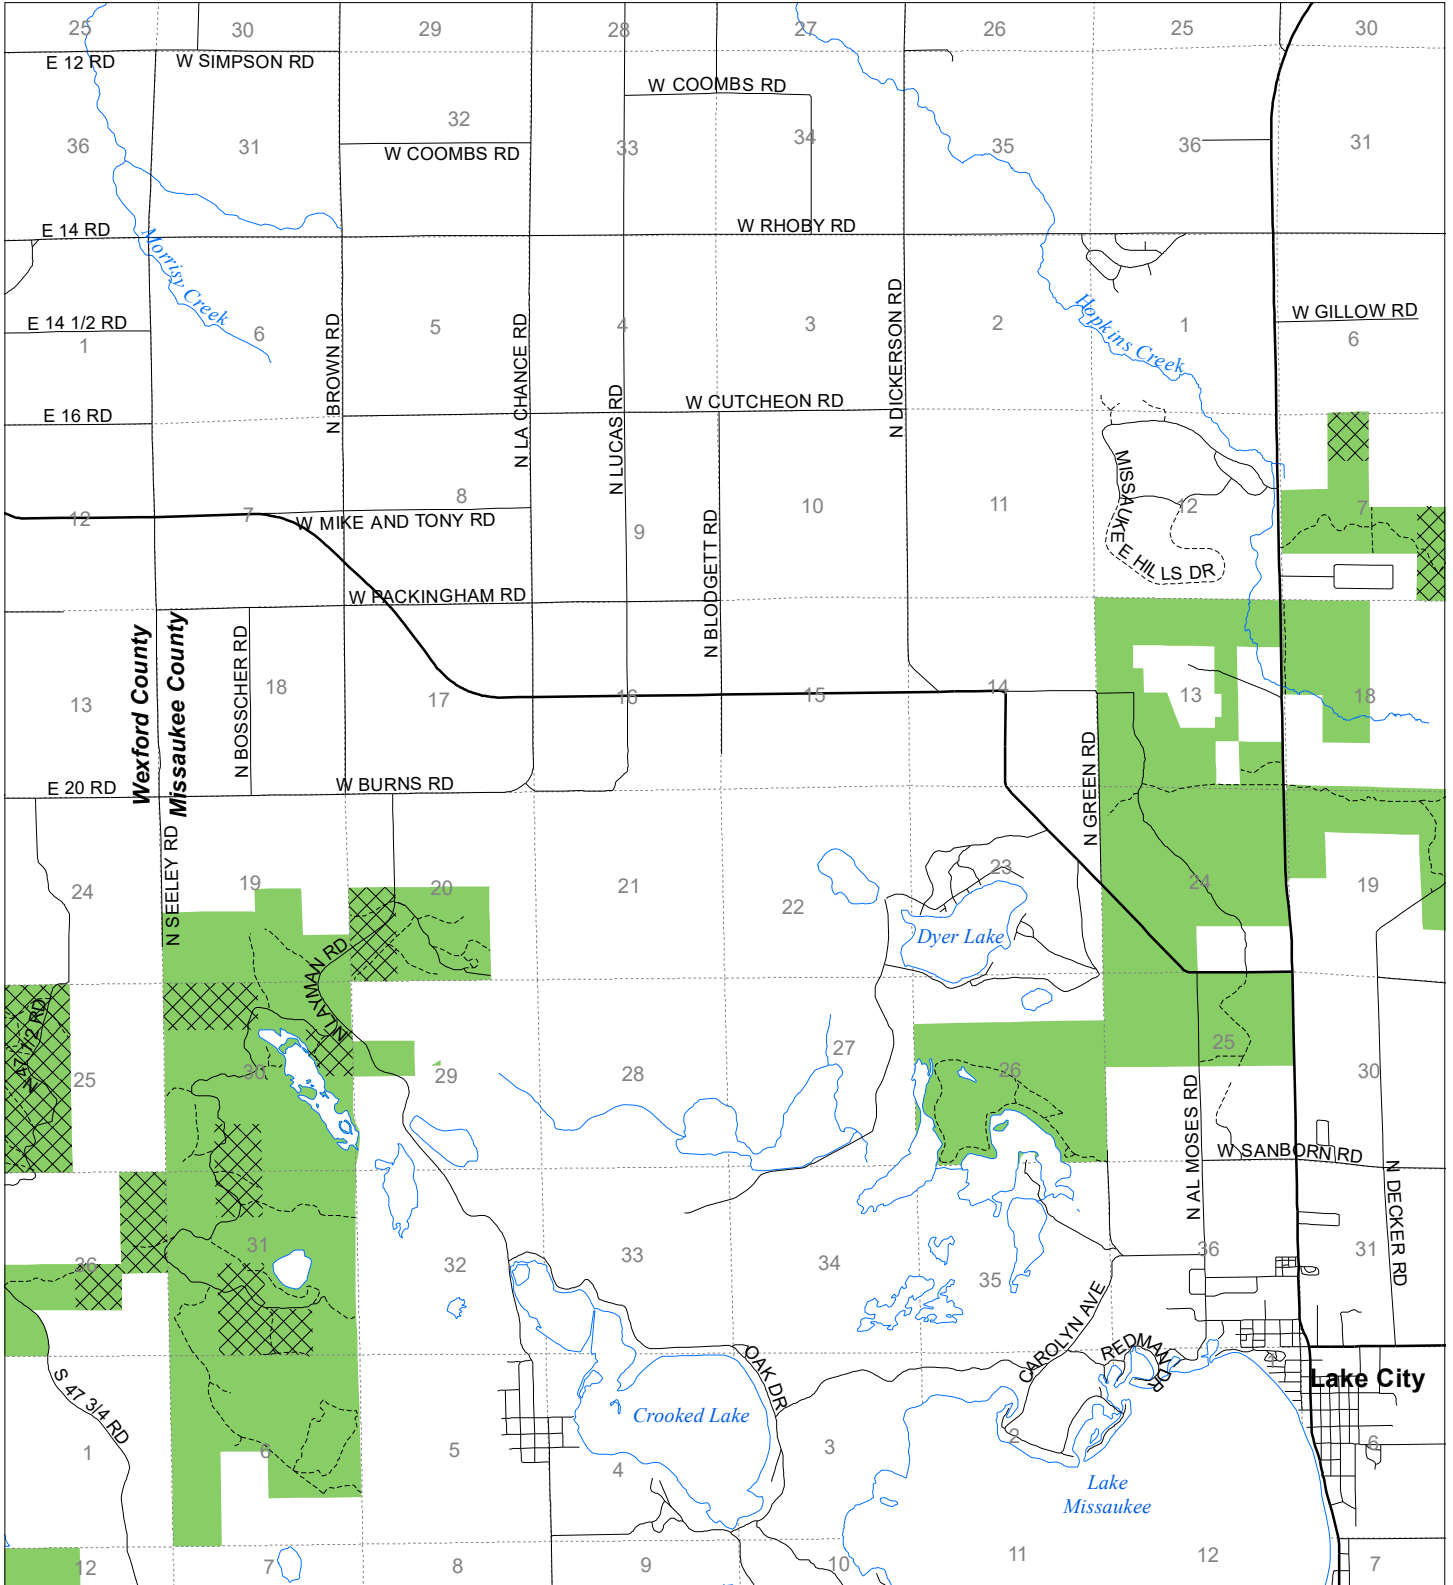 25
30
29
28
27
26
25
30
E 12 RD
W SIMPSON RD
W COOMBS RD
36
31
32
W COOMBS RD
33
34
35
36
31
E 14 RD
W RHOBY RD
Morrisy Creek
Hopkins Creek
E 14 1/2 RD
1
6
5
4
3
2
1
W GILLOW RD
6
N BROWN RD
N LA CHANCE RD
N LUCAS RD
N DICKERSON RD
E 16 RD
W CUTCHEON RD
MISSAUKEE HILLS DR
12
7
8
W MIKE AND TONY RD
9
10
11
12
7
N BLODGETT RD
W PACKINGHAM RD
Wexford County
Missaukee County
N BOSSCHER RD
13
18
17
16
15
14
13
18
N GREEN RD
E 20 RD
W BURNS RD
N SEELEY RD
24
19
20
21
22
23
24
19
Dyer Lake
N LAYMAN RD
N 47 1/2 RD
25
30
29
28
27
26
25
30
N AL MOSES RD
W SANBORN RD
N DECKER RD
36
31
32
33
34
35
36
31
CAROLYN AVE
REDMAN DR
OAK DR
S 47 3/4 RD
Lake City
Crooked Lake
1
6
5
4
3
2
1
6
Lake
Missaukee
12
7
8
9
10
11
12
7